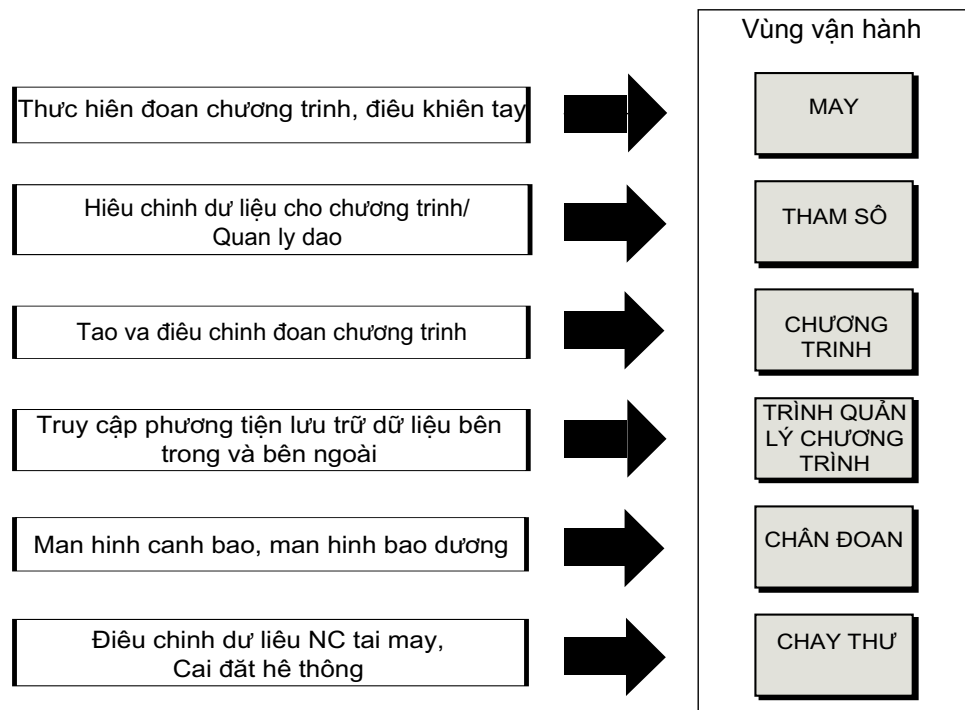 Vùng vận hành
Thưc hiên đoan chương trinh, điêu khiên tay
MAY
Hiêu chinh dư liệu cho chương trinh/
Quan ly dao
THAM SÔ
Tao va điêu chinh đoan chương trinh
CHƯƠNG
TRINH
Truy cập phương tiện lưu trữ dữ liệu bên
trong và bên ngoài
TRÌNH QUẢN
LÝ CHƯƠNG
TRÌNH
Man hinh canh bao, man hinh bao dương
CHÂN ĐOAN
Điêu chinh dư liêu NC tai may,
Cai đăt hê thông
CHAY THƯ